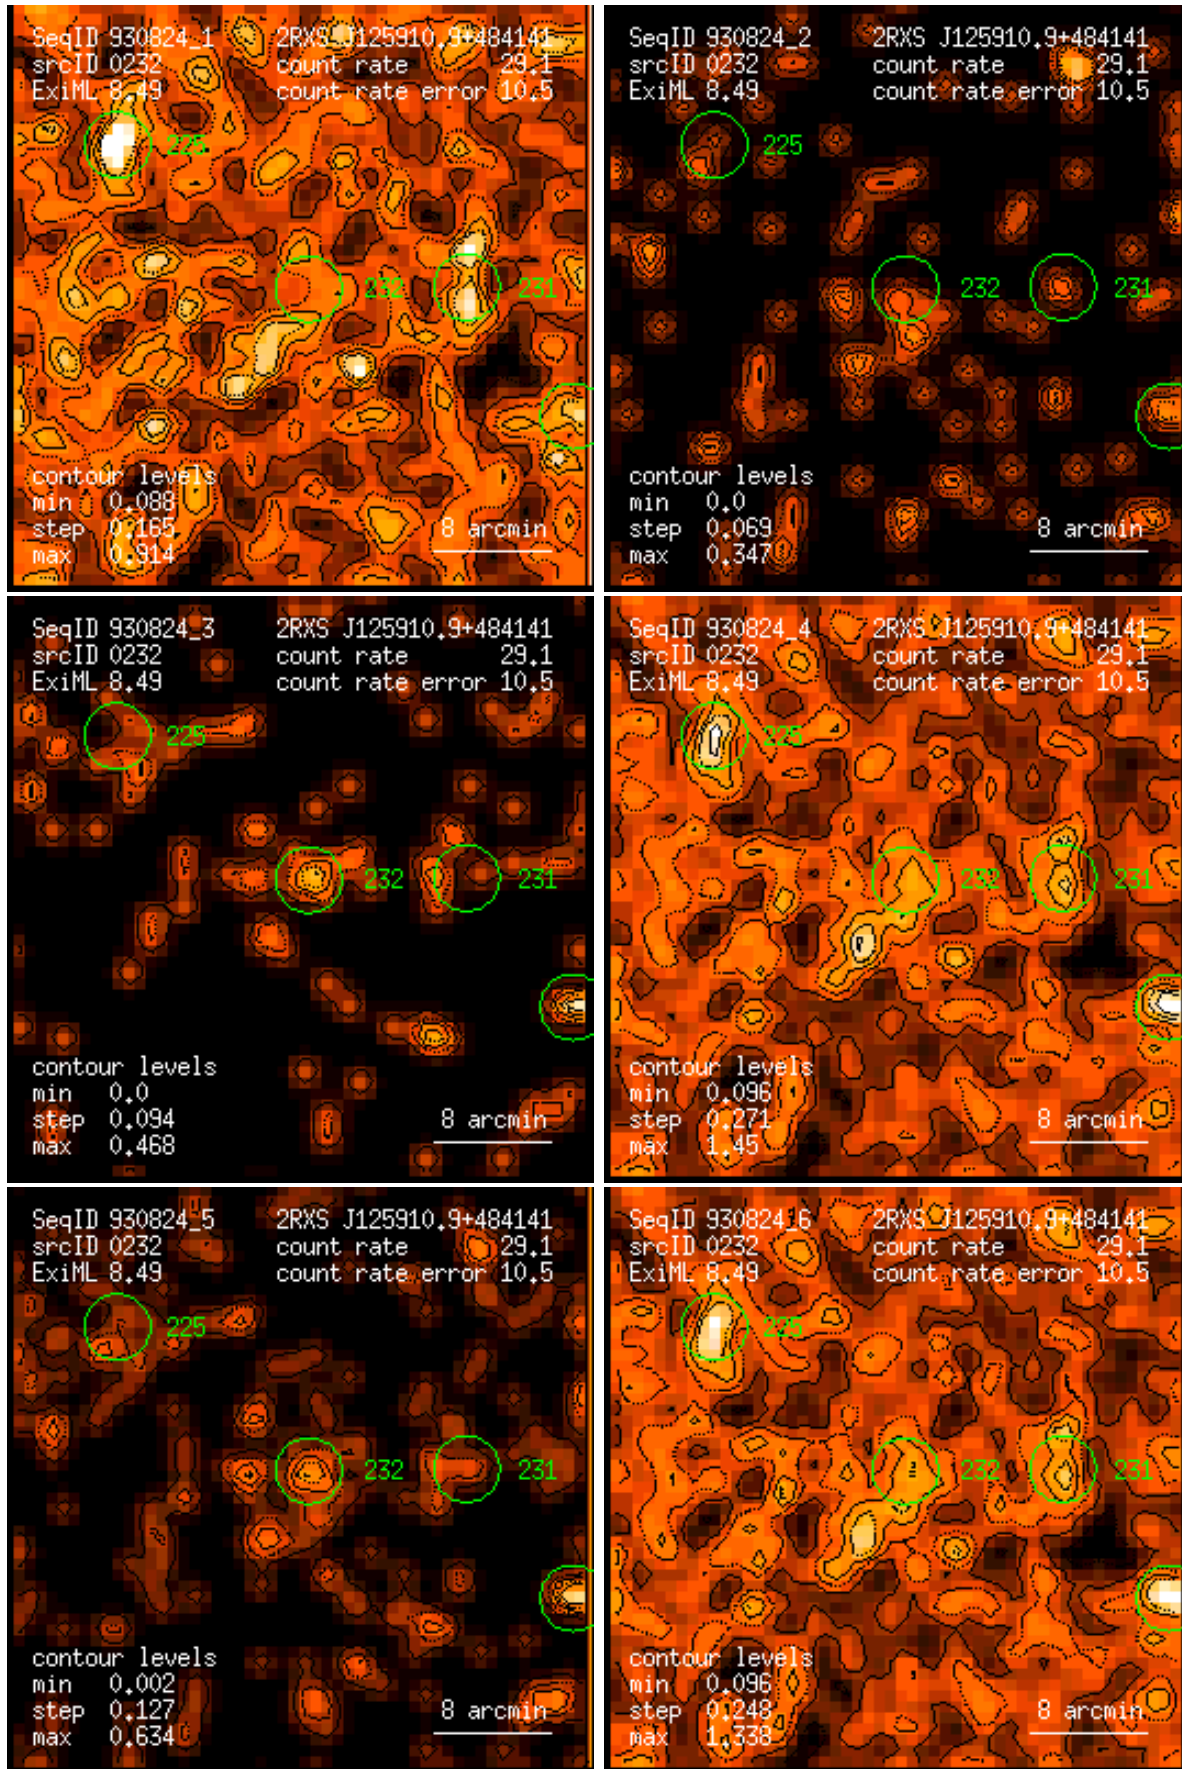 SeqID 930824_1 2RXS J125910.9+484141
srcID 0232 count rate 29.1
ExiML 8.49 count rate error 10.5
225
232 231
contour levels
min 0.088
step 0.165 8 arcmin
max 0.914
SeqID 930824_2 2RXS J125910.9+484141
srcID 0232 count rate 29.1
ExiML 8.49 count rate error 10.5
225
232 231
contour levels
min 0.0
step 0.069 8 arcmin
max 0.347
SeqID 930824_3 2RXS J125910.9+484141
srcID 0232 count rate 29.1
ExiML 8.49 count rate error 10.5
225
232 231
contour levels
min 0.0
step 0.094 8 arcmin
max 0.468
SeqID 930824_4 2RXS J125910.9+484141
srcID 0232 count rate 29.1
ExiML 8.49 count rate error 10.5
225
232 231
contour levels
min 0.096
step 0.271 8 arcmin
max 1.45
SeqID 930824_5 2RXS J125910.9+484141
srcID 0232 count rate 29.1
ExiML 8.49 count rate error 10.5
225
232 231
contour levels
min 0.002
step 0.127 8 arcmin
max 0.634
SeqID 930824_6 2RXS J125910.9+484141
srcID 0232 count rate 29.1
ExiML 8.49 count rate error 10.5
225
232 231
contour levels
min 0.096
step 0.248 8 arcmin
max 1.338